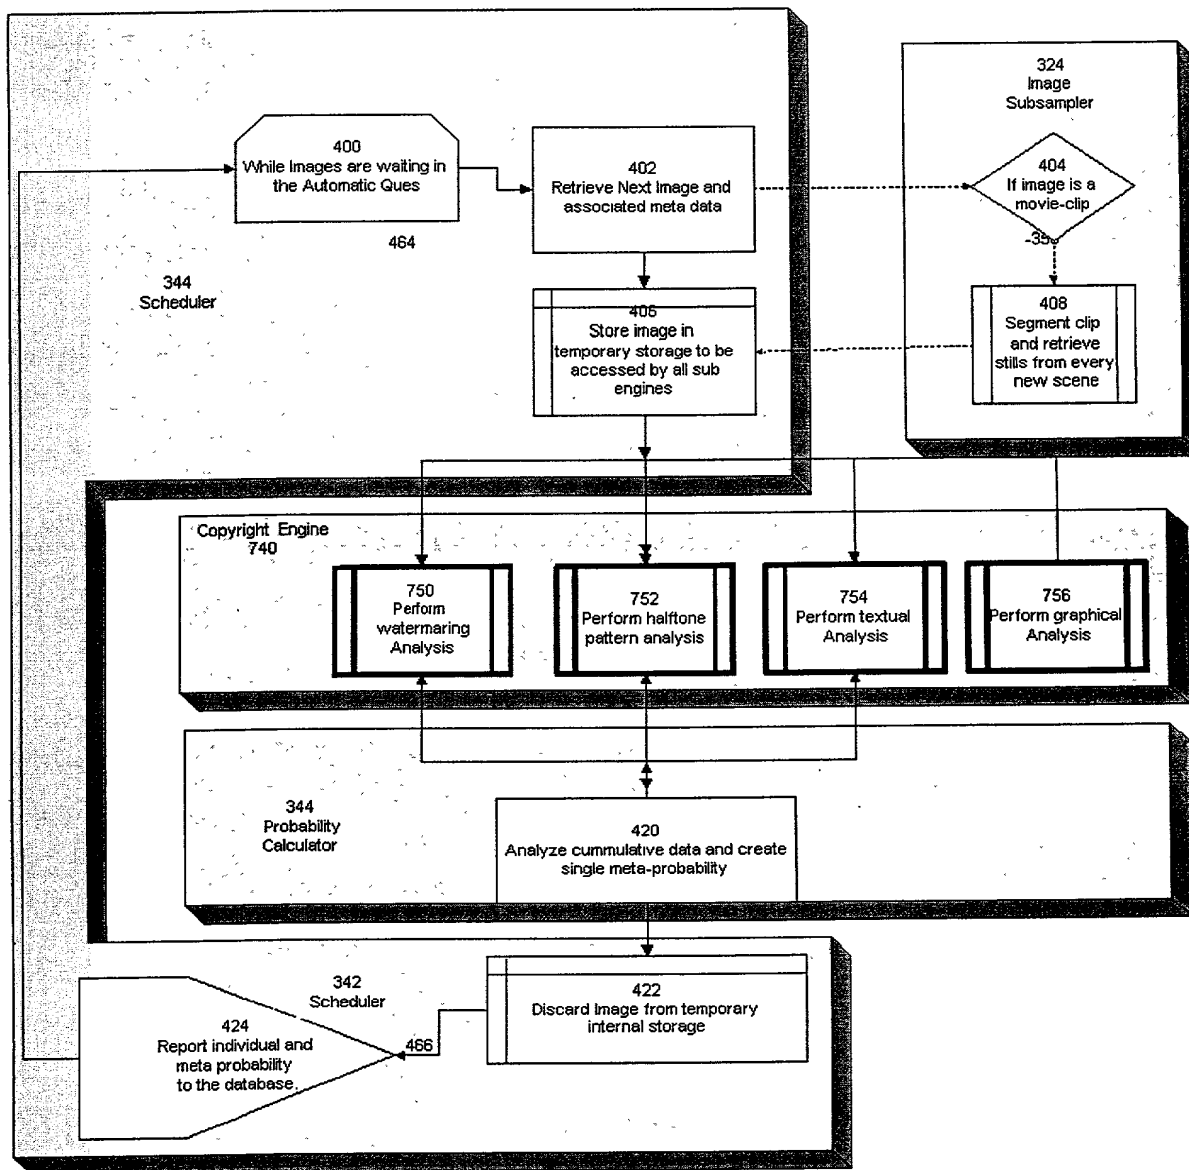 324
Image
Subsampler
400
While Images are waiting in
the Automatic Ques
402
Retrieve Next Image and
associated meta data
404
If image is a
movie-clip
464
-35
344
Scheduler
406
Store image in
temporary storage to be
accessed by all sub
engines
408
Segment clip
and retrieve
stills from every
new scene
Copyright Engine
740
750
Perform
watermaring
Analysis
752
Perform halftone
pattern analysis
754
Perform textual
Analysis
756
Perform graphical
Analysis
344
Probability
Calculator
420
Analyze cummulative data and create
single meta-probability
342
Scheduler
422
Discard Image from temporary
internal storage
424
Report individual and
meta probability
to the database.
466